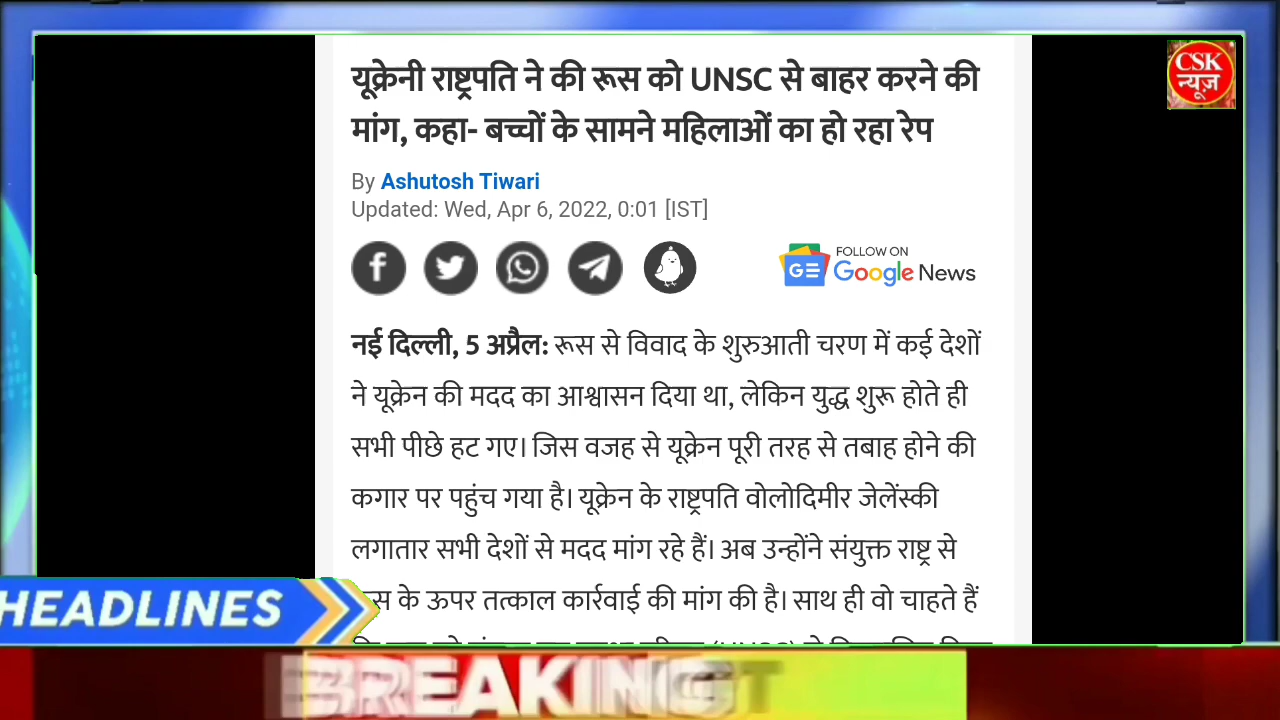 यूक्रेनी राष्ट्रपति ने की रूस को UNSC से बाहर करने की
मांग, कहा- बच्चों के सामने महिलाओं का हो रहा रेप
CSK
न्यूज़
By Ashutosh Tiwari
Updated: Wed, Apr 6, 2022, 0:01 [IST]
FOLLOW ON
Google News
नई दिल्ली, 5 अप्रैल: रूस से विवाद के शुरुआती चरण में कई देशों
ने यूक्रेन की मदद का आश्वासन दिया था, लेकिन युद्ध शुरू होते ही
सभी पीछे हट गए। जिस वजह से यूक्रेन पूरी तरह से तबाह होने की
कगार पर पहुंच गया है। यूक्रेन के राष्ट्रपति वोलोदिमीर जेलेंस्की
लगातार सभी देशों से मदद मांग रहे हैं। अब उन्होंने संयुक्त राष्ट्र से
के ऊपर तत्काल कार्रवाई की मांग की है। साथ ही वो चाहते हैं
HEADLINES
BREAKING